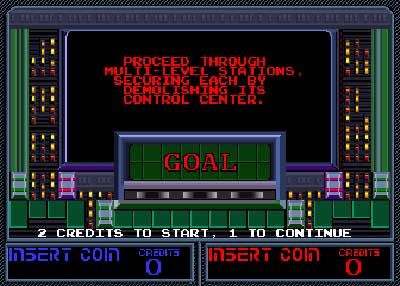 PROCEED THROUGH
MULTI-LEVEL STATIONS.
SECURING EACH BY
DEMOLISHING ITS
CONTROL CENTER.
GOAL
2 CREDITS TO START, 1 TO CONTINUE
INSERT COIN CREDITS 0
INSERT COIN CREDITS 0